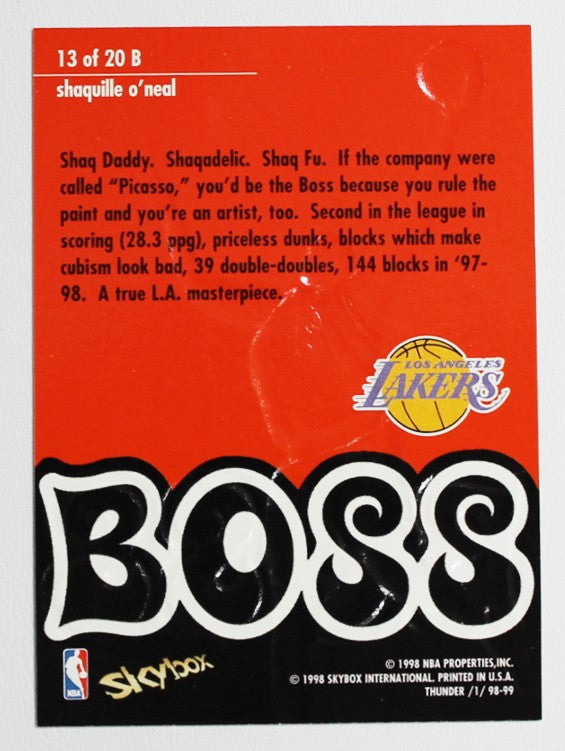 13 of 20 B
shaquille o'neal
Shaq Daddy. Shaqadelic. Shaq Fu. If the company were
called "Picasso," you'd be the Boss because you rule the
paint and you're an artist, too. Second in the league in
scoring (28.3 ppg), priceless dunks, blocks which make
cubism look bad, 39 double-doubles, 144 blocks in '97-
98. A true L.A. masterpiece.
LOS ANGELES
LAKERS
BOSS
NBA
skybox
© 1998 NBA PROPERTIES,INC.
© 1998 SKYBOX INTERNATIONAL. PRINTED IN U.S.A.
THUNDER /1/ 98-99